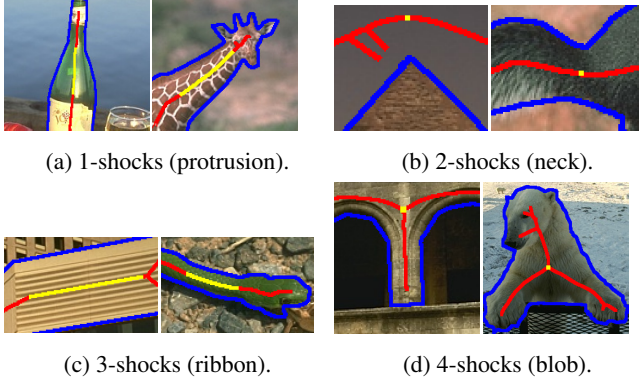 (a) 1-shocks (protrusion).
(b) 2-shocks (neck).
(c) 3-shocks (ribbon).
(d) 4-shocks (blob).